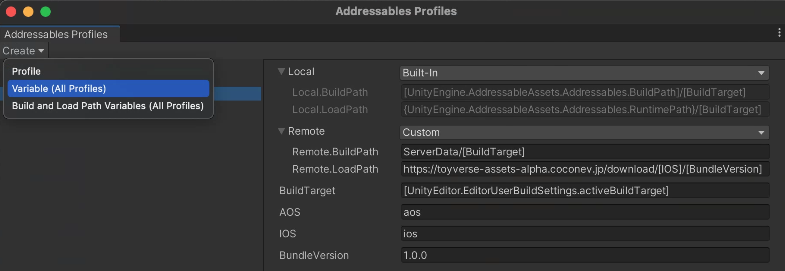 Addressables Profiles
Addressables Profiles
Create
Profile
Variable (All Profiles)
Build and Load Path Variables (All Profiles)
Local Built-In
Local.BuildPath [UnityEngine.AddressableAssets.Addressables.BuildPath]/[BuildTarget]
Local.LoadPath {UnityEngine.AddressableAssets.Addressables.RuntimePath}/[BuildTarget]
Remote Custom
Remote.BuildPath ServerData/[BuildTarget]
Remote.LoadPath https://toyverse-assets-alpha.coconev.jp/download/[IOS]/[BundleVersion]
BuildTarget [UnityEditor.EditorUserBuildSettings.activeBuildTarget]
AOS aos
IOS ios
BundleVersion 1.0.0